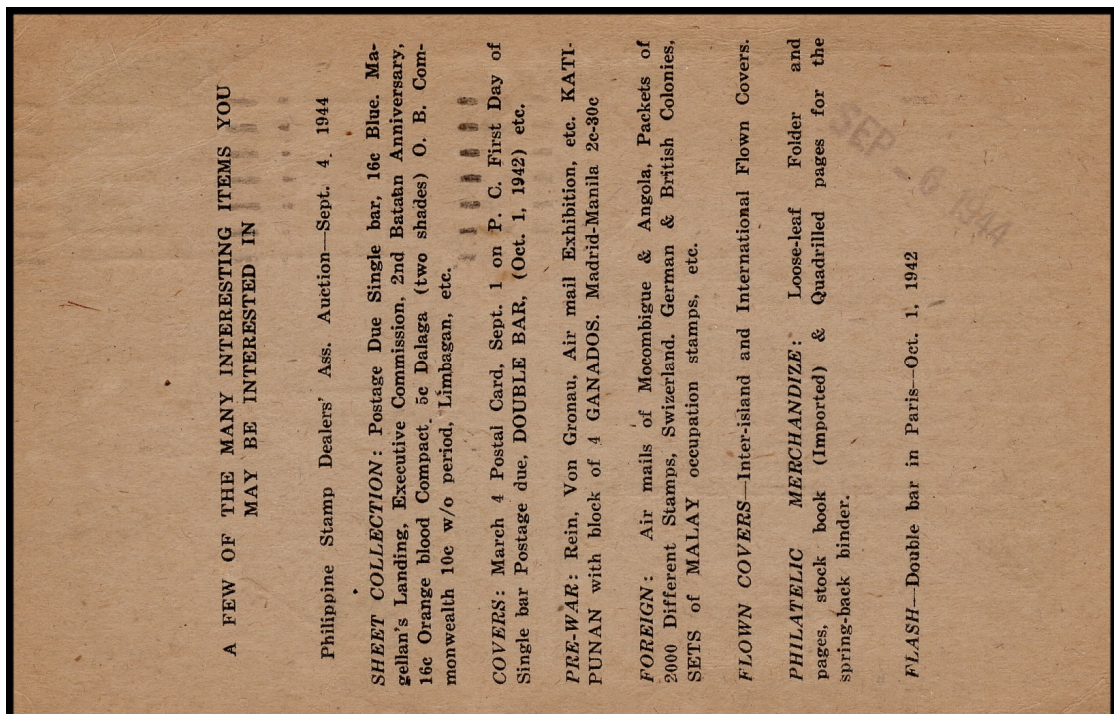 A FEW OF THE MANY INTERESTING ITEMS YOU
MAY BE INTERESTED IN
Philippine Stamp Dealers' Ass. Auction—Sept. 4, 1944
SHEET COLLECTION: Postage Due Single bar, 16c Blue. Ma-
gellan's Landing, Executive Commission, 2nd Bataan Anniversary,
16c Orange blood Compact. 5c Dalaga (two shades) O. B. Com-
monwealth 10c w/o period, Limbagan, etc.
COVERS: March 4 Postal Card, Sept. 1 on P. C. First Day of
Single bar Postage due, DOUBLE BAR, (Oct. 1, 1942) etc.
PRE-WAR: Rein, Von Gronau, Air mail Exhibition, etc. KATI-
PUNAN with block of 4 GANADOS. Madrid-Manila 2c-30c
FOREIGN: Air mails of Mocombigue & Angola, Packets of
2000 Different Stamps, Swizerland. German & British Colonies,
SETS of MALAY occupation stamps, etc.
FLOWN COVERS—Inter-island and International Flown Covers.
PHILATELIC MERCHANDIZE: Loose-leaf Folder and
pages, stock book (Imported) & Quadrilled pages for the
spring-back binder.
FLASH—Double bar in Paris—Oct. 1, 1942
SEP - 6 1944